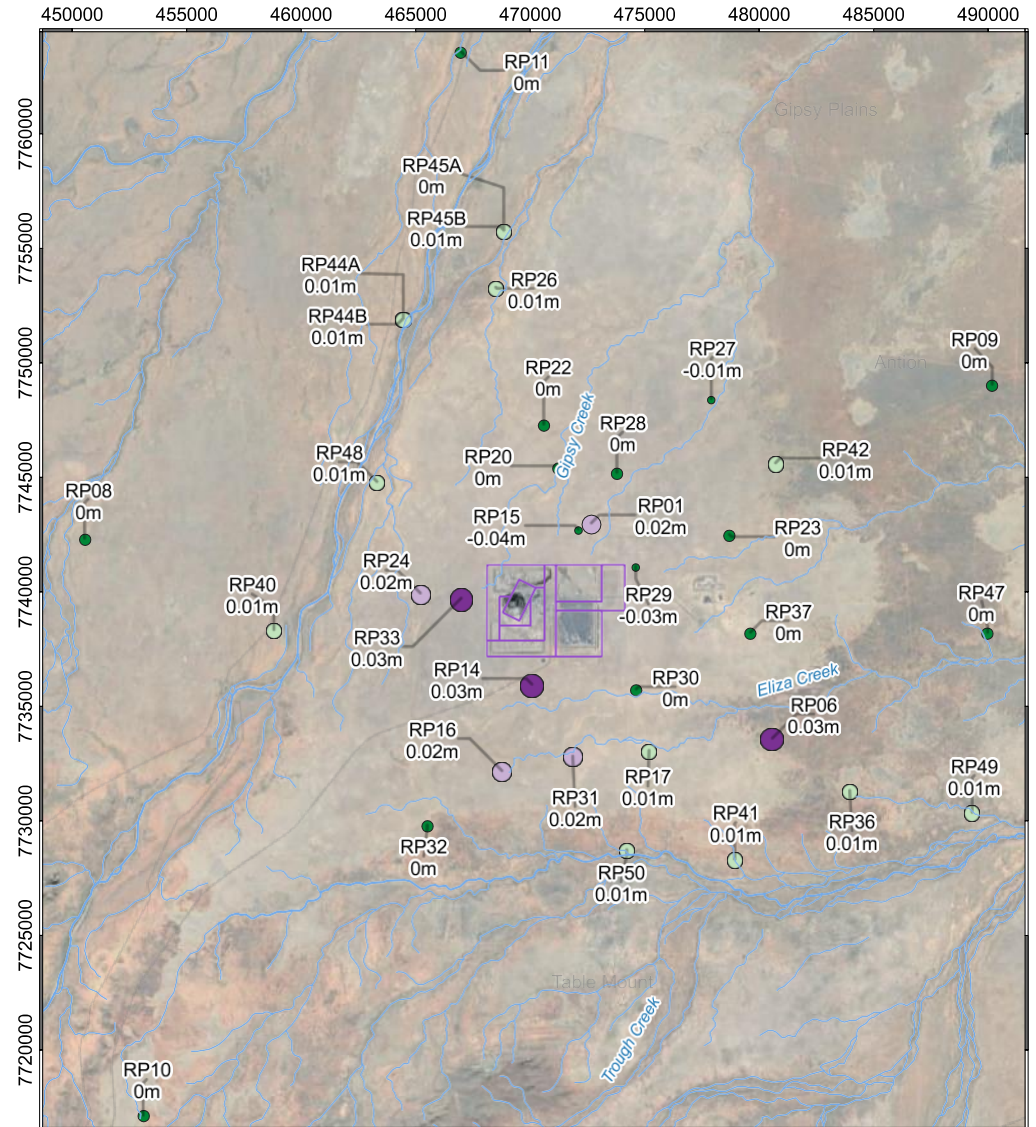 450000 455000 460000 465000 470000 475000 480000 485000 490000
7760000
7755000
7750000
7745000
7740000
7735000
7730000
7725000
7720000
RP11
0m
Gipsy Plains
RP45A
0m
RP45B
0.01m
RP44A
0.01m
RP26
0.01m
RP44B
0.01m
RP09
0m
RP27
-0.01m
Antion
RP22
0m
Gipsy Creek
RP28
0m
RP48
0.01m
RP20
0m
RP42
0.01m
RP08
0m
RP01
0.02m
RP15
-0.04m
RP23
0m
RP24
0.02m
RP40
0.01m
RP29
-0.03m
RP47
0m
RP37
0m
RP33
0.03m
RP14
0.03m
RP30
0m
Eliza Creek
RP06
0.03m
RP16
0.02m
RP17
0.01m
RP49
0.01m
RP31
0.02m
RP41
0.01m
RP36
0.01m
RP32
0m
RP50
0.01m
Table Mount
Trough Creek
RP10
0m